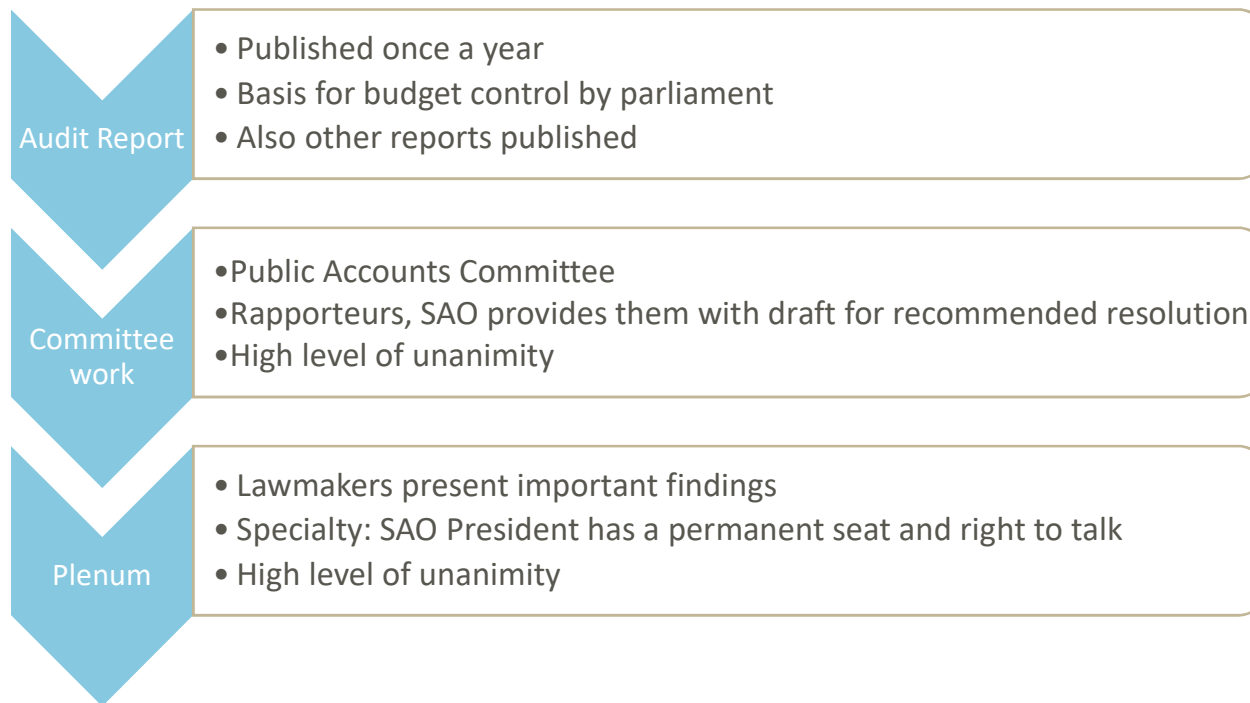 Audit Report
• Published once a year
• Basis for budget control by parliament
• Also other reports published
Committee
work
•Public Accounts Committee
•Rapporteurs, SAO provides them with draft for recommended resolution
•High level of unanimity
Plenum
• Lawmakers present important findings
• Specialty: SAO President has a permanent seat and right to talk
• High level of unanimity